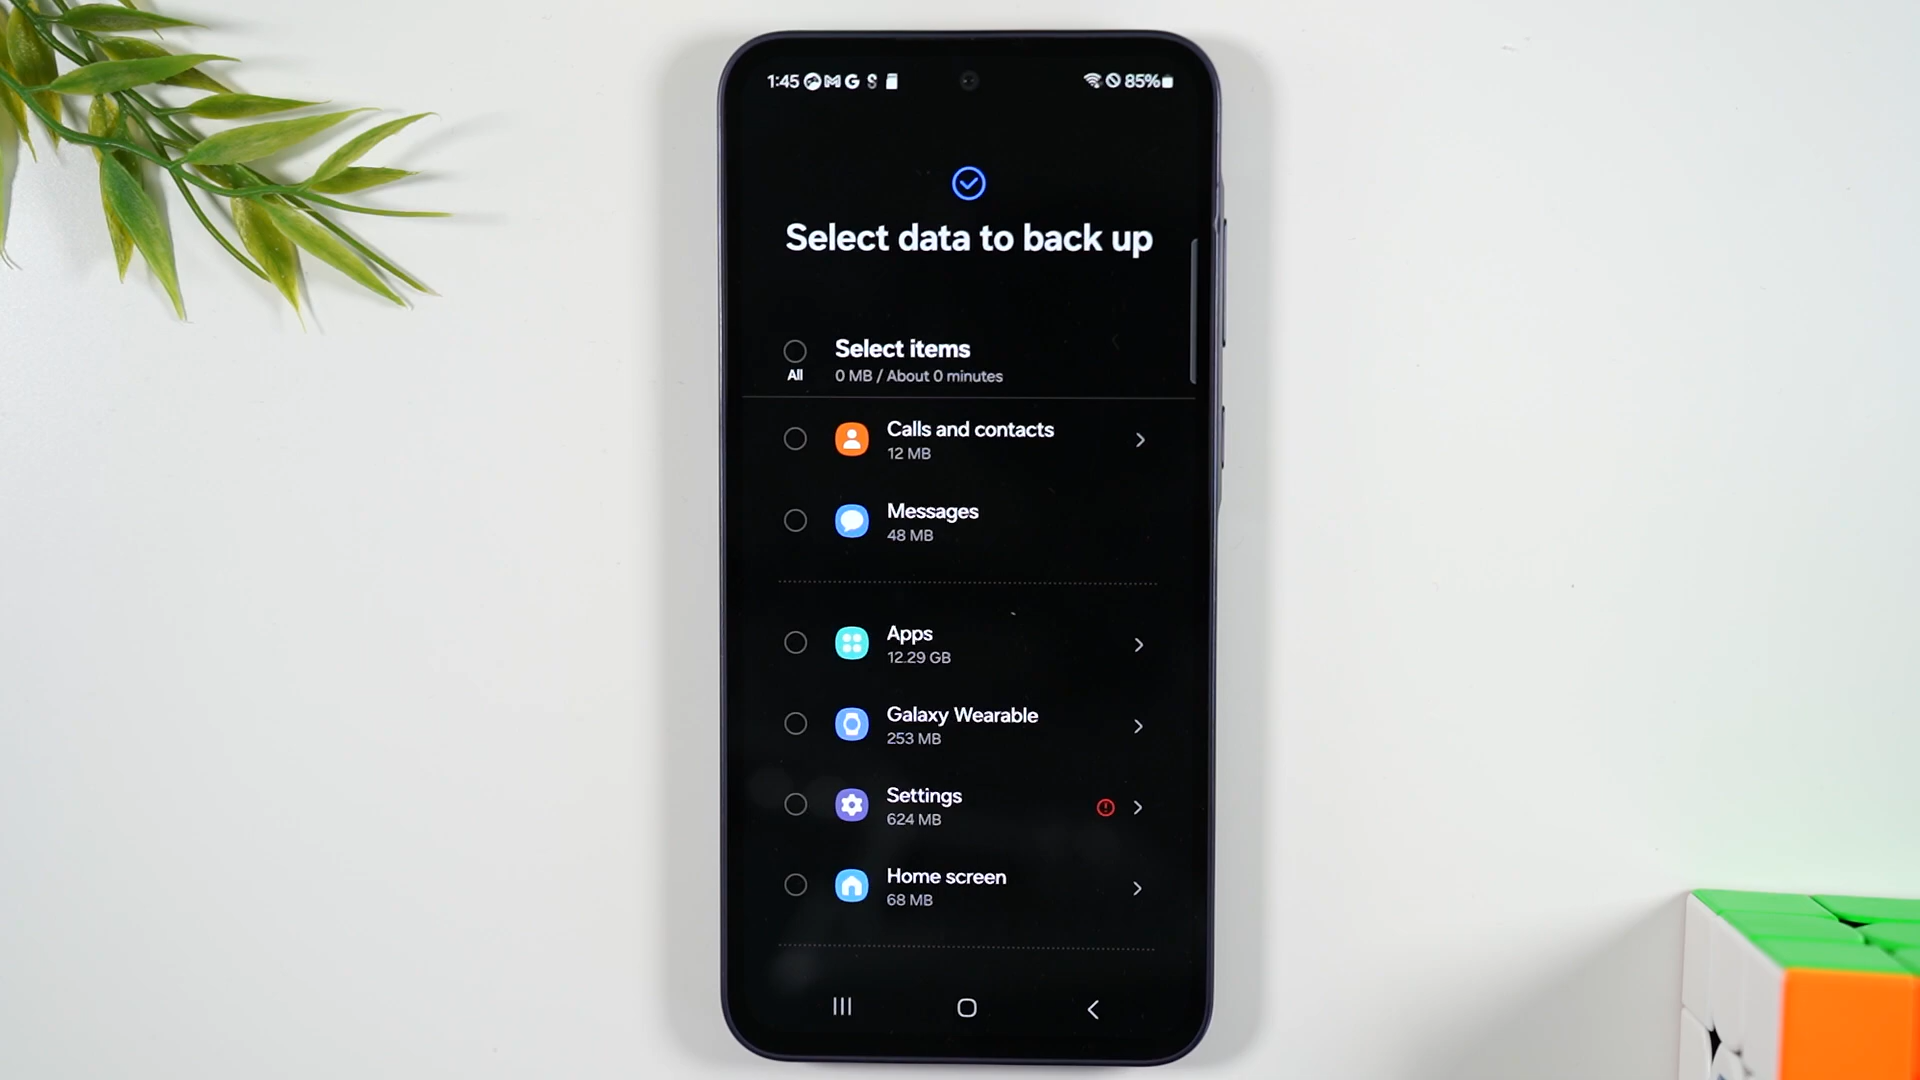 1:45 85%
Select data to back up
Select items
All
0 MB / About 0 minutes
Calls and contacts
12 MB
Messages
48 MB
Apps
12.29 GB
Galaxy Wearable
253 MB
Settings
624 MB
Home screen
68 MB